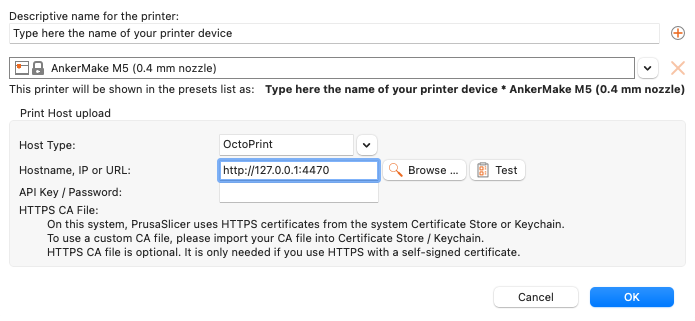 Descriptive name for the printer:
Type here the name of your printer device
AnkerMake M5 (0.4 mm nozzle)
This printer will be shown in the presets list as: Type here the name of your printer device * AnkerMake M5 (0.4 mm nozzle)
Print Host upload
Host Type: OctoPrint
Hostname, IP or URL: http://127.0.0.1:4470 Browse ... Test
API Key / Password:
HTTPS CA File:
On this system, PrusaSlicer uses HTTPS certificates from the system Certificate Store or Keychain.
To use a custom CA file, please import your CA file into Certificate Store / Keychain.
HTTPS CA file is optional. It is only needed if you use HTTPS with a self-signed certificate.
Cancel OK